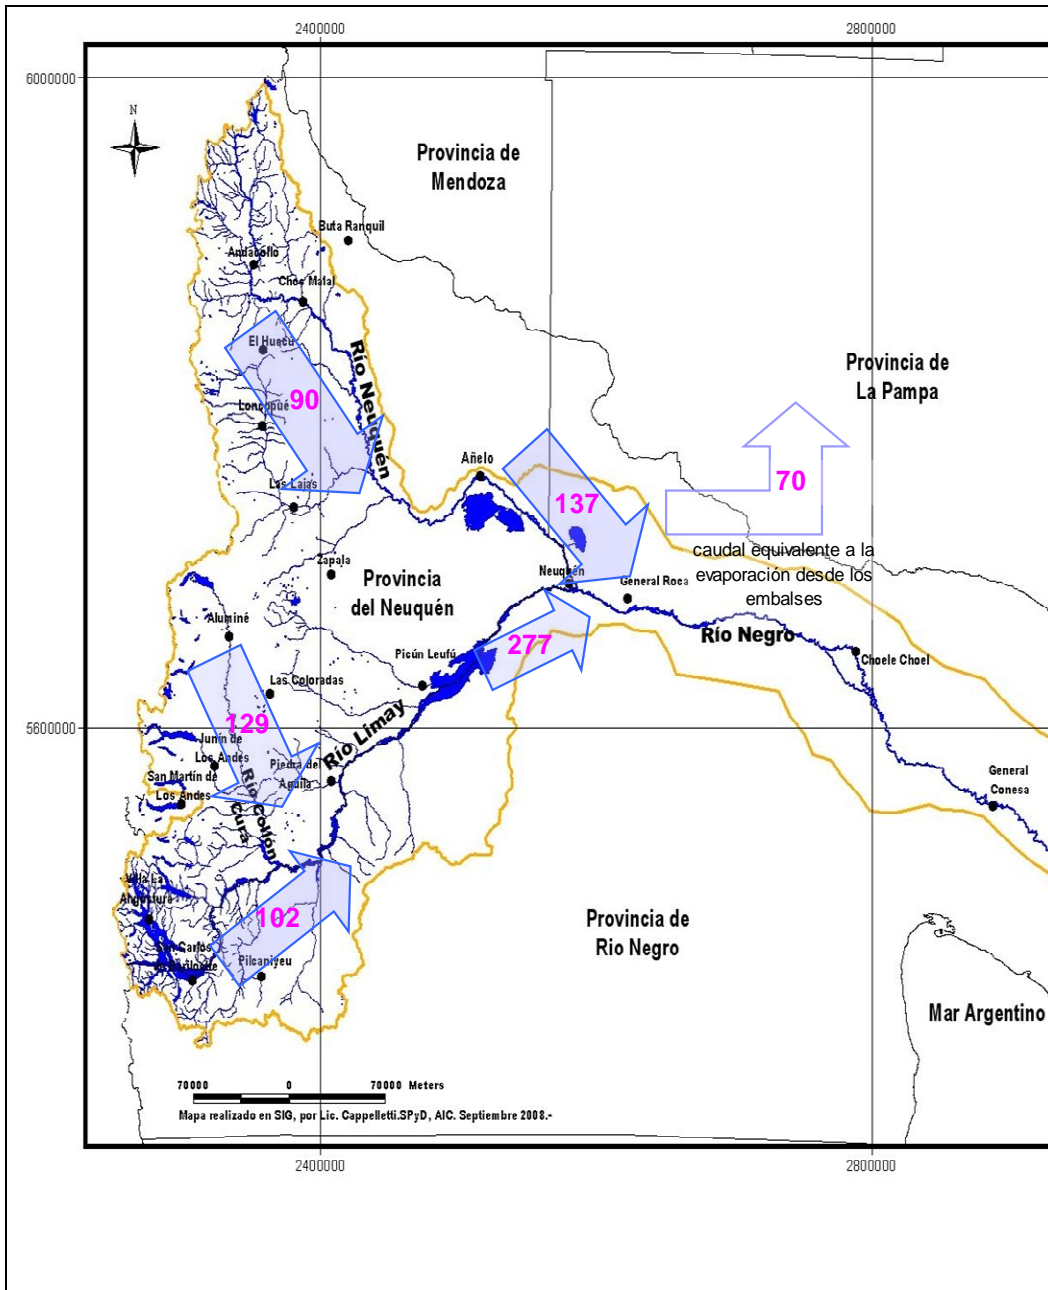 2400000
2800000
6000000
N
Provincia de
Mendoza
Buta Ranquil
Andacollo
Chos Malal
El Huecú
Río Neuquén
Provincia de
La Pampa
90
Loncopué
Añelo
70
Las Lajas
137
caudal equivalente a la
evaporación desde los
embalses
Zapala
Neuquén
General Roca
Provincia
del Neuquén
Aluminé
Río Negro
277
Picún Leufú
Choele Choel
Las Coloradas
129
Río Limay
5600000
Junín de
Los Andes
Piedra del
Aguila
San Martín de
Los Andes
General
Conesa
Río Collón
Cura
Villa La
Angostura
102
Provincia de
Rio Negro
San Carlos
de Bariloche
Pilcaniyeu
Mar Argentino
70000 0 70000 Meters
Mapa realizado en SIG, por Lic. Cappelletti.SPyD, AIC. Septiembre 2008.-
2400000
2800000